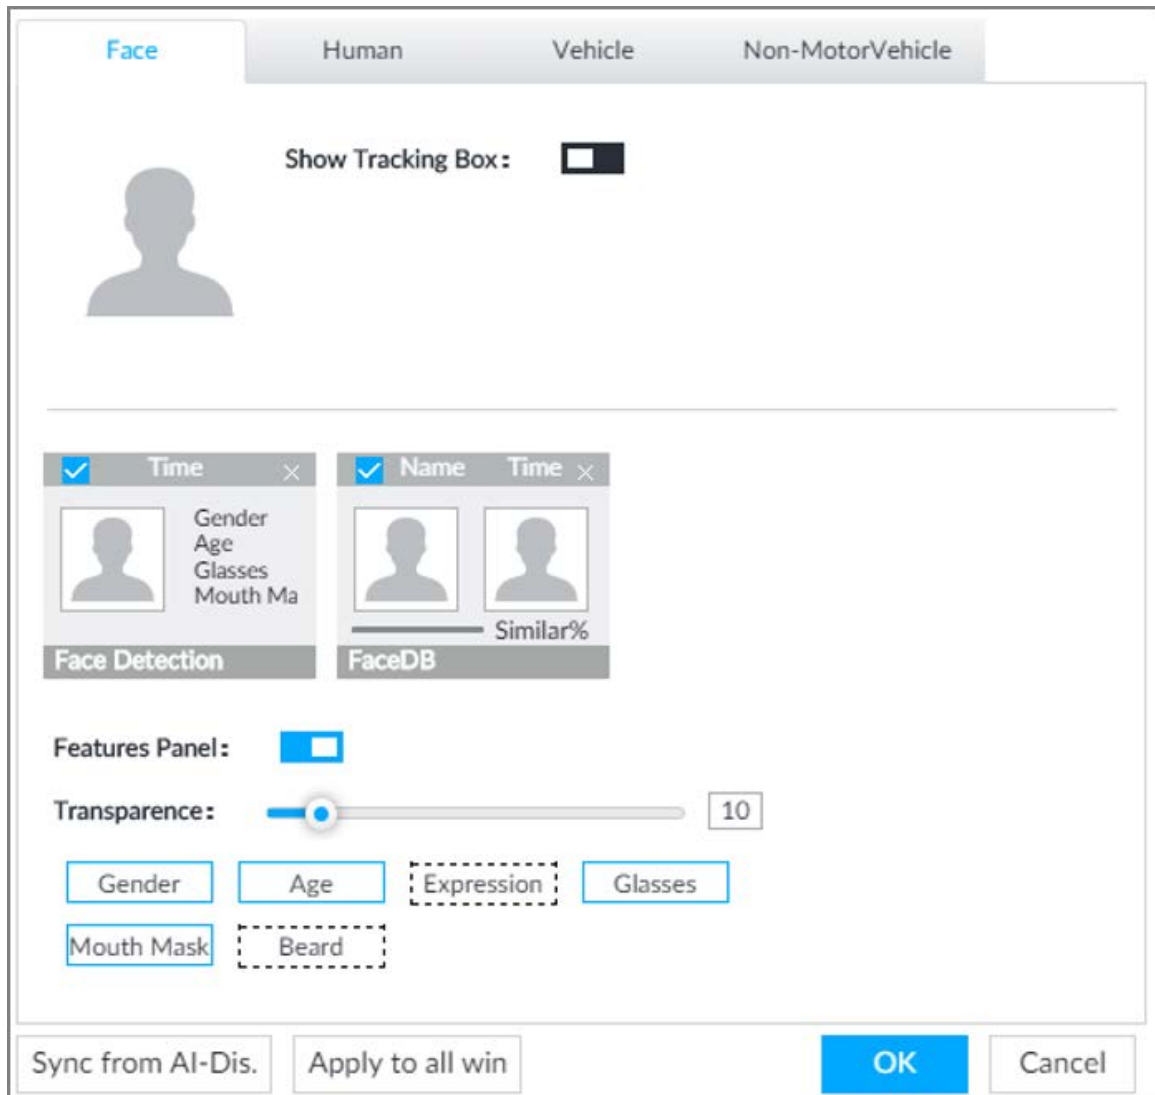 Face Human Vehicle Non-MotorVehicle
Show Tracking Box:
Time Name Time
Gender
Age
Glasses
Mouth Ma
Similar%
Face Detection FaceDB
Features Panel:
Transparence: 10
Gender Age Expression Glasses
Mouth Mask Beard
Sync from AI-Dis. Apply to all win OK Cancel